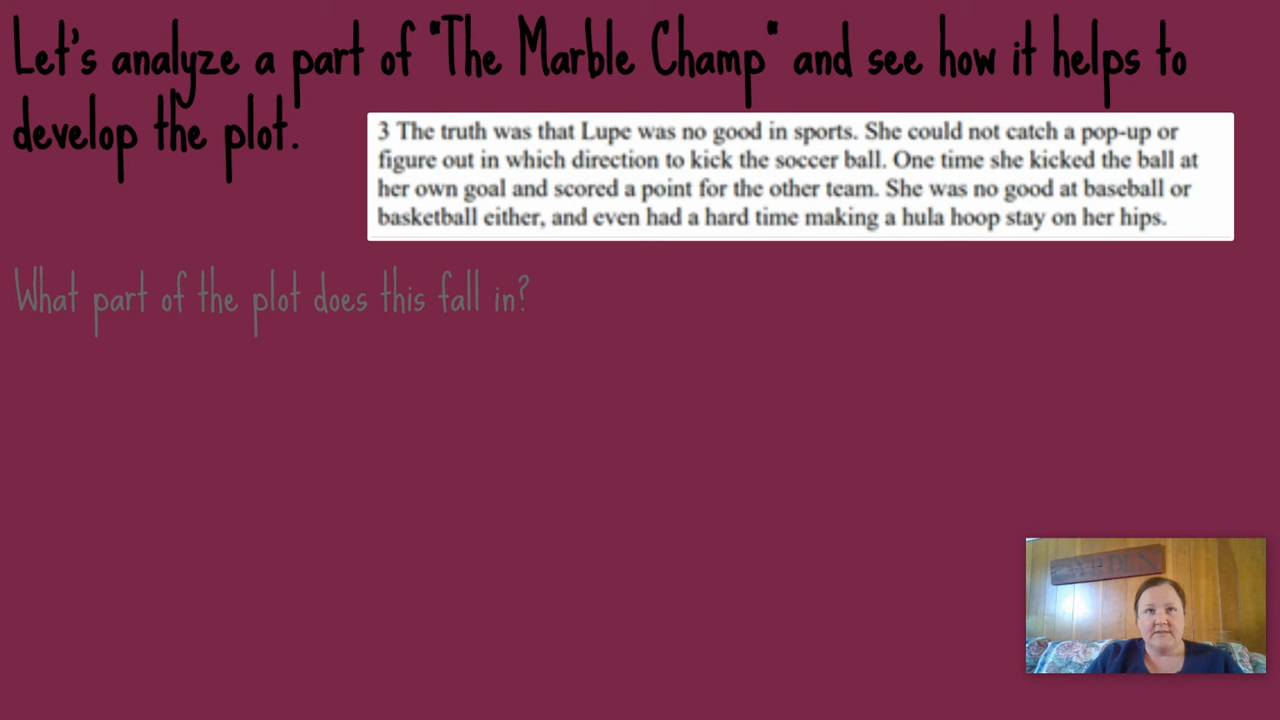 Let's analyze a part of "The Marble Champ" and see how it helps to
develop the plot.
3 The truth was that Lupe was no good in sports. She could not catch a pop-up or
figure out in which direction to kick the soccer ball. One time she kicked the ball at
her own goal and scored a point for the other team. She was no good at baseball or
basketball either, and even had a hard time making a hula hoop stay on her hips.
What part of the plot does this fall in?
GARDEN